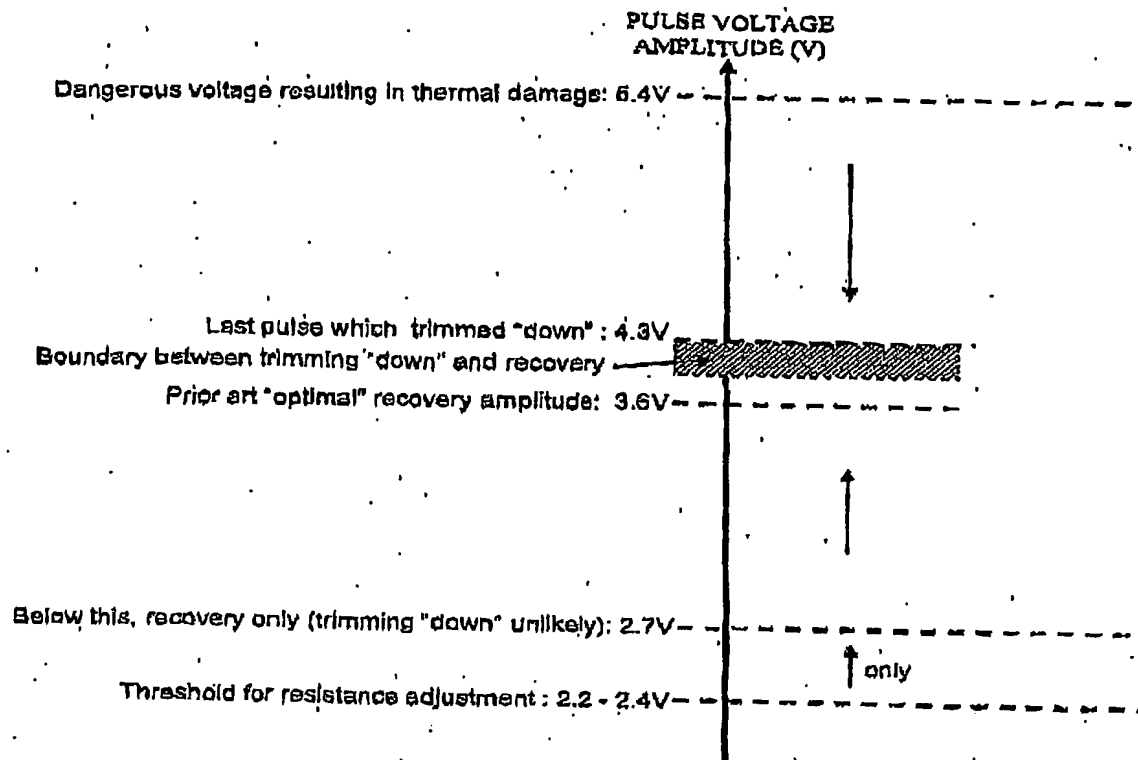 PULSE VOLTAGE
AMPLITUDE (V)
Dangerous voltage resulting in thermal damage:
Last pulse which trimmed "down" : 4.3V
Boundary between trimming "down" and recovery
Prior art "optimal" recovery amplitude: 3.6V
Below this, recovery only (trimming "down" unlikely): 2.7V
only
Threshold for resistance adjustment : 2.2 - 2.4V